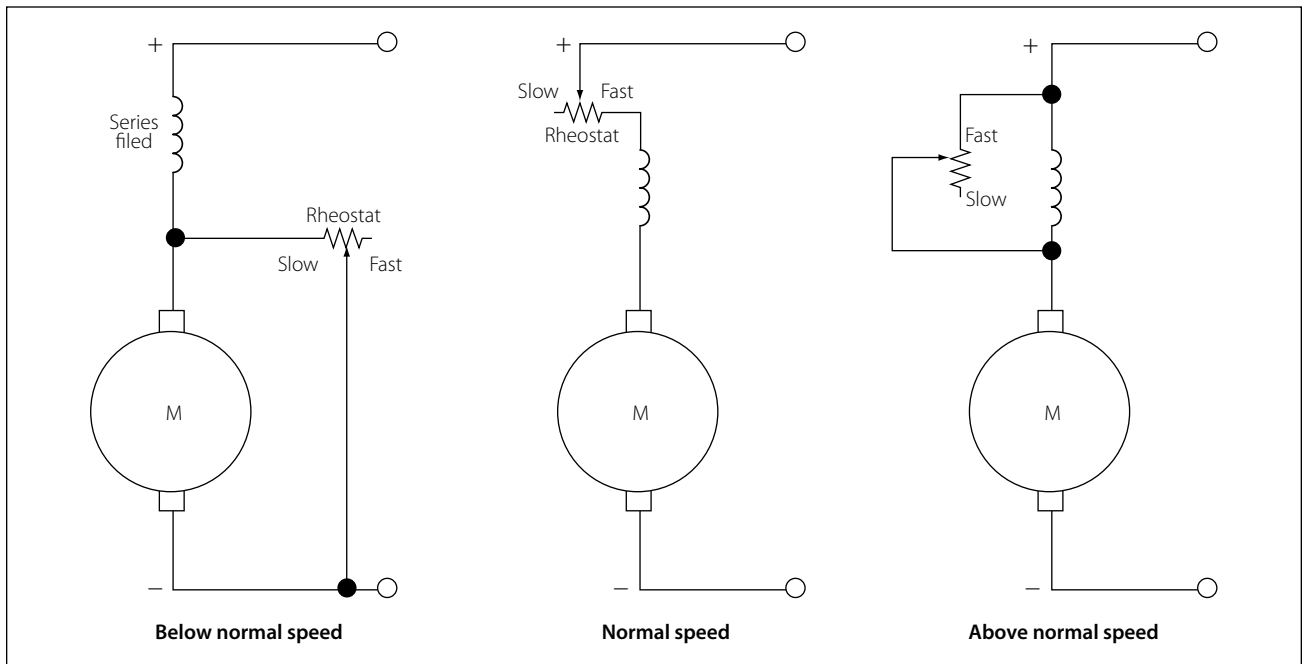 +
Series
filed
Rheostat
Slow
Fast
M
–
Below normal speed
+
Slow
Fast
Rheostat
M
–
Normal speed
+
Fast
Slow
M
–
Above normal speed